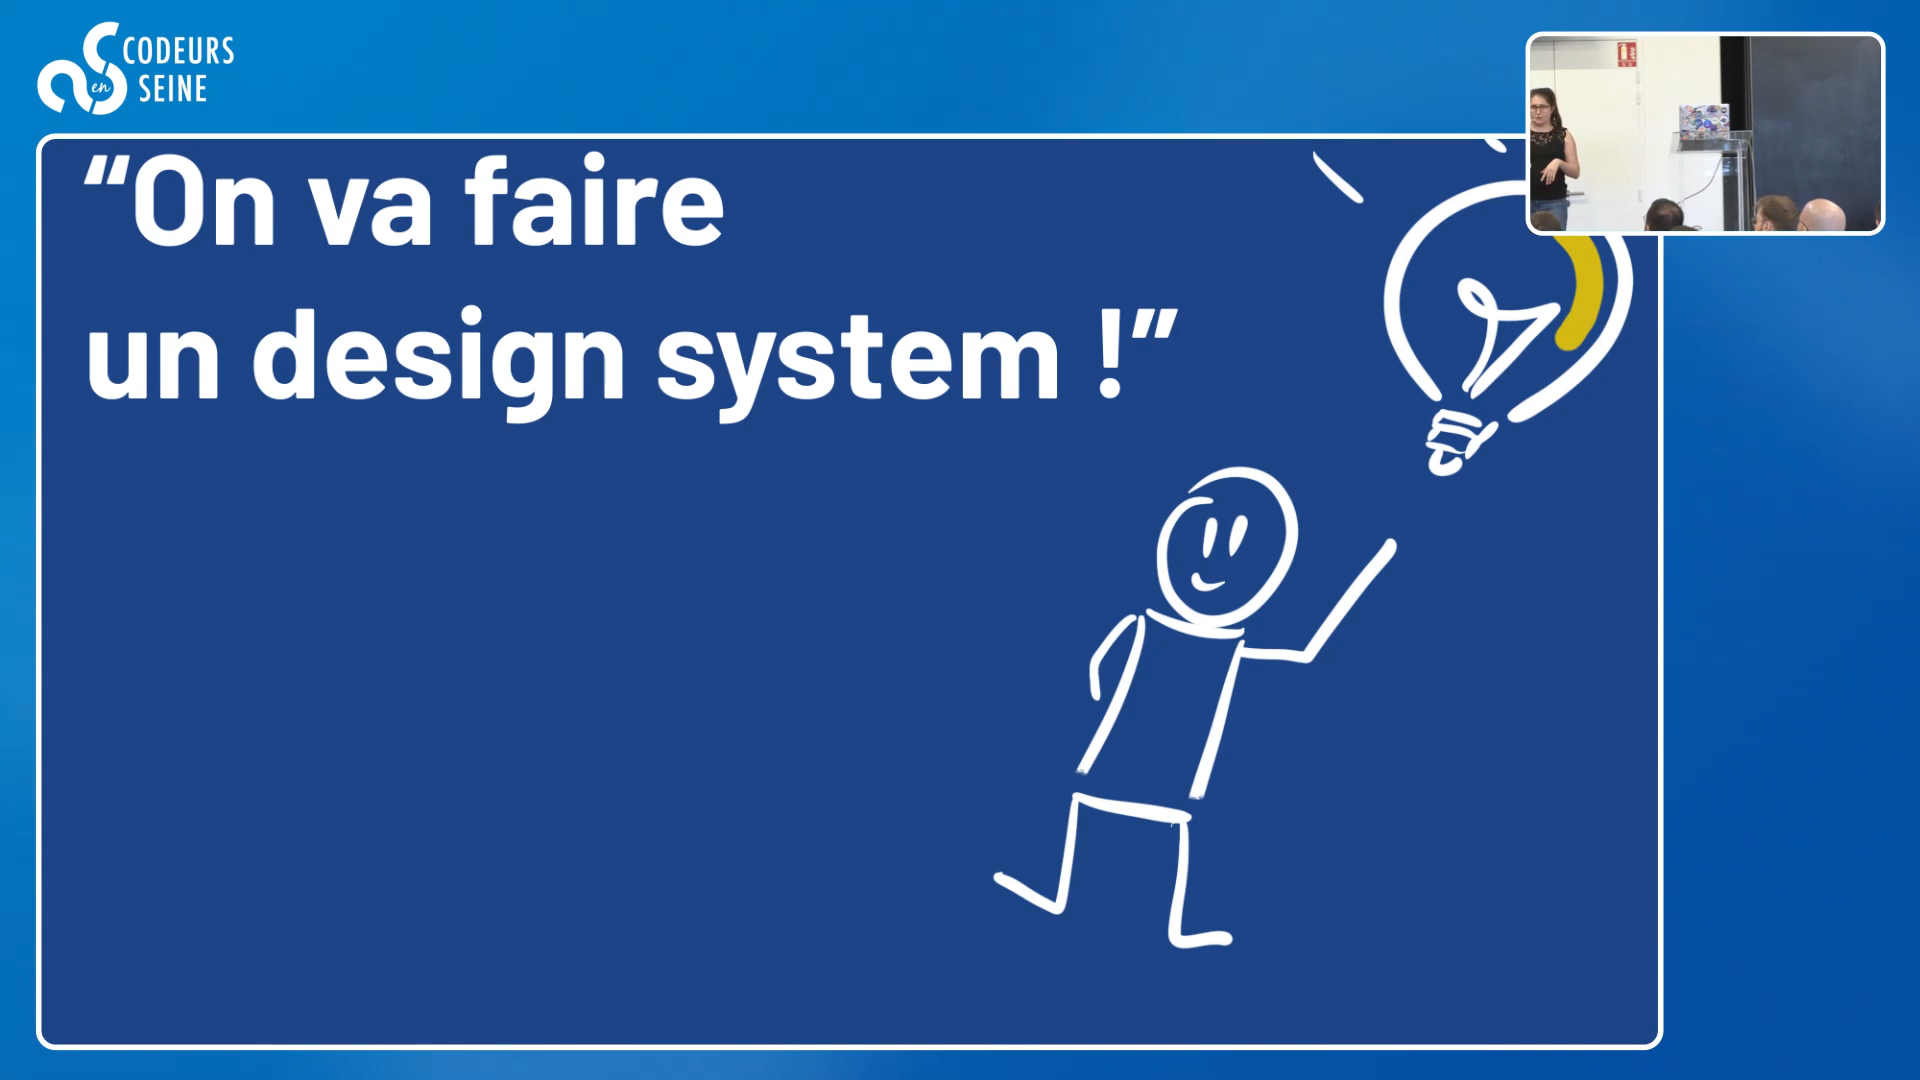 CODEURS
en
SEINE
“On va faire
un design system !”